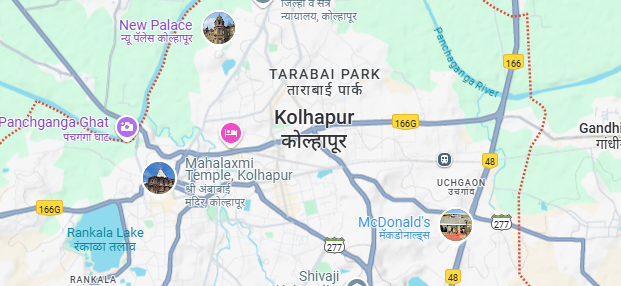 जिल्हा व सत्र
न्यायालय, कोल्हापूर
New Palace
न्यू पॅलेस कोल्हापूर
Panchganga River
166
TARABAI PARK
ताराबाई पार्क
Kolhapur
कोल्हापूर
166G
Panchganga Ghat
पंचगंगा घाट
Gandhi
गांधी
48
Mahalaxmi
Temple, Kolhapur
श्री अंबाबाई
मंदिर, कोल्हापूर
UCHGAON
उचगाव
166G
McDonald's
मॅकडोनाल्ड्स
277
Rankala Lake
रंकाळा तलाव
277
RANKALA
Shivaji
48